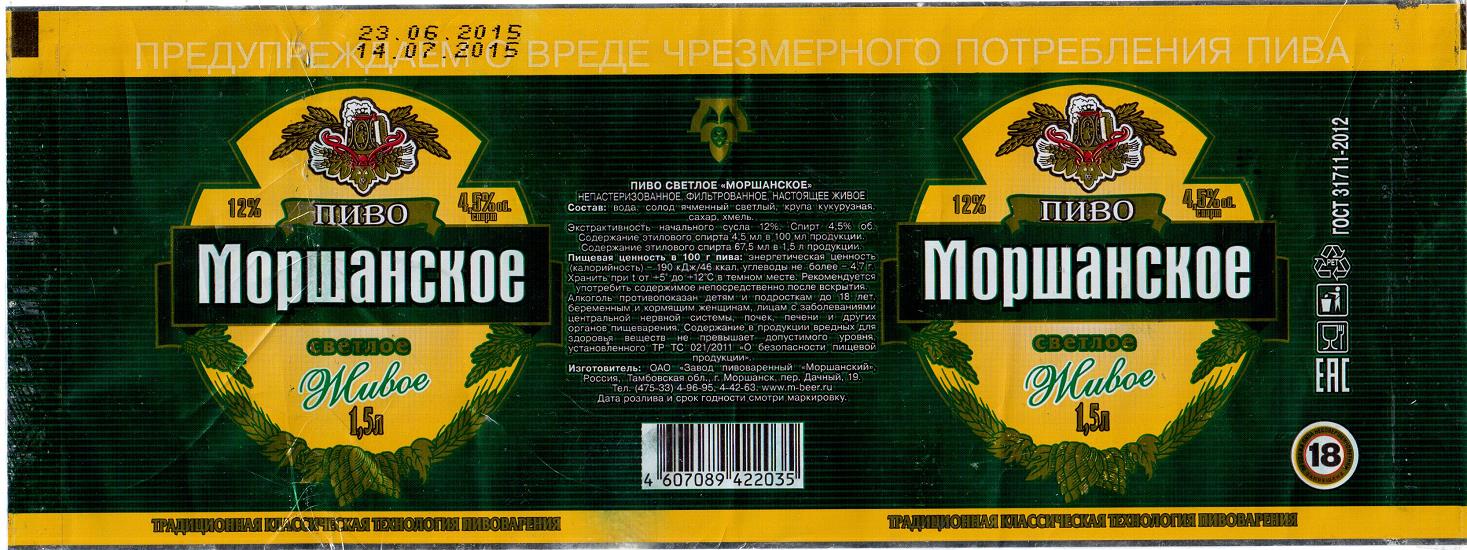 23.06.2015
14.07.2015
ПРЕДУПРЕЖДАЕМ О ВРЕДЕ ЧРЕЗМЕРНОГО ПОТРЕБЛЕНИЯ ПИВА
12%
4,5% об.
спирт
ПИВО
Моршанское
светлое
Живое
1,5л
ТРАДИЦИОННАЯ КЛАССИЧЕСКАЯ ТЕХНОЛОГИЯ ПИВОВАРЕНИЯ
ПИВО СВЕТЛОЕ «МОРШАНСКОЕ»
НЕПАСТЕРИЗОВАННОЕ, ФИЛЬТРОВАННОЕ, НАСТОЯЩЕЕ ЖИВОЕ
Состав: вода, солод ячменный светлый, крупа кукурузная,
сахар, хмель.
Экстрактивность начального сусла 12%. Спирт 4,5% об.
Содержание этилового спирта 4,5 мл в 100 мл продукции.
Содержание этилового спирта 67,5 мл в 1,5 л продукции.
Пищевая ценность в 100 г пива: энергетическая ценность
(калорийность) – 190 кДж/46 ккал, углеводы не более – 4,7 г.
Хранить при t от +5° до +12°С в темном месте. Рекомендуется
употребить содержимое непосредственно после вскрытия.
Алкоголь противопоказан детям и подросткам до 18 лет,
беременным и кормящим женщинам, лицам с заболеваниями
центральной нервной системы, почек, печени и других
органов пищеварения. Содержание в продукции вредных для
здоровья веществ не превышает допустимого уровня,
установленного ТР ТС 021/2011 «О безопасности пищевой
продукции».
Изготовитель: ОАО «Завод пивоваренный «Моршанский»,
Россия, Тамбовская обл., г. Моршанск, пер. Дачный, 19.
Тел. (475-33) 4-96-95, 4-42-63. www.m-beer.ru
Дата розлива и срок годности смотри маркировку.
4 607089 422035
12%
4,5% об.
спирт
ПИВО
Моршанское
светлое
Живое
1,5л
ТРАДИЦИОННАЯ КЛАССИЧЕСКАЯ ТЕХНОЛОГИЯ ПИВОВАРЕНИЯ
ГОСТ 31711-2012
PET
EAC
18